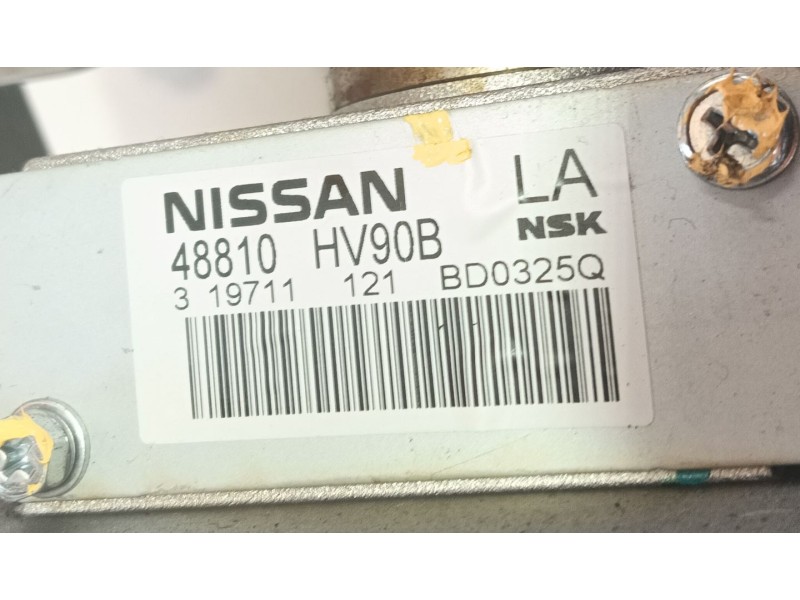 NISSAN LA
48810 HV90B NSK
3 19711 121 BD0325Q